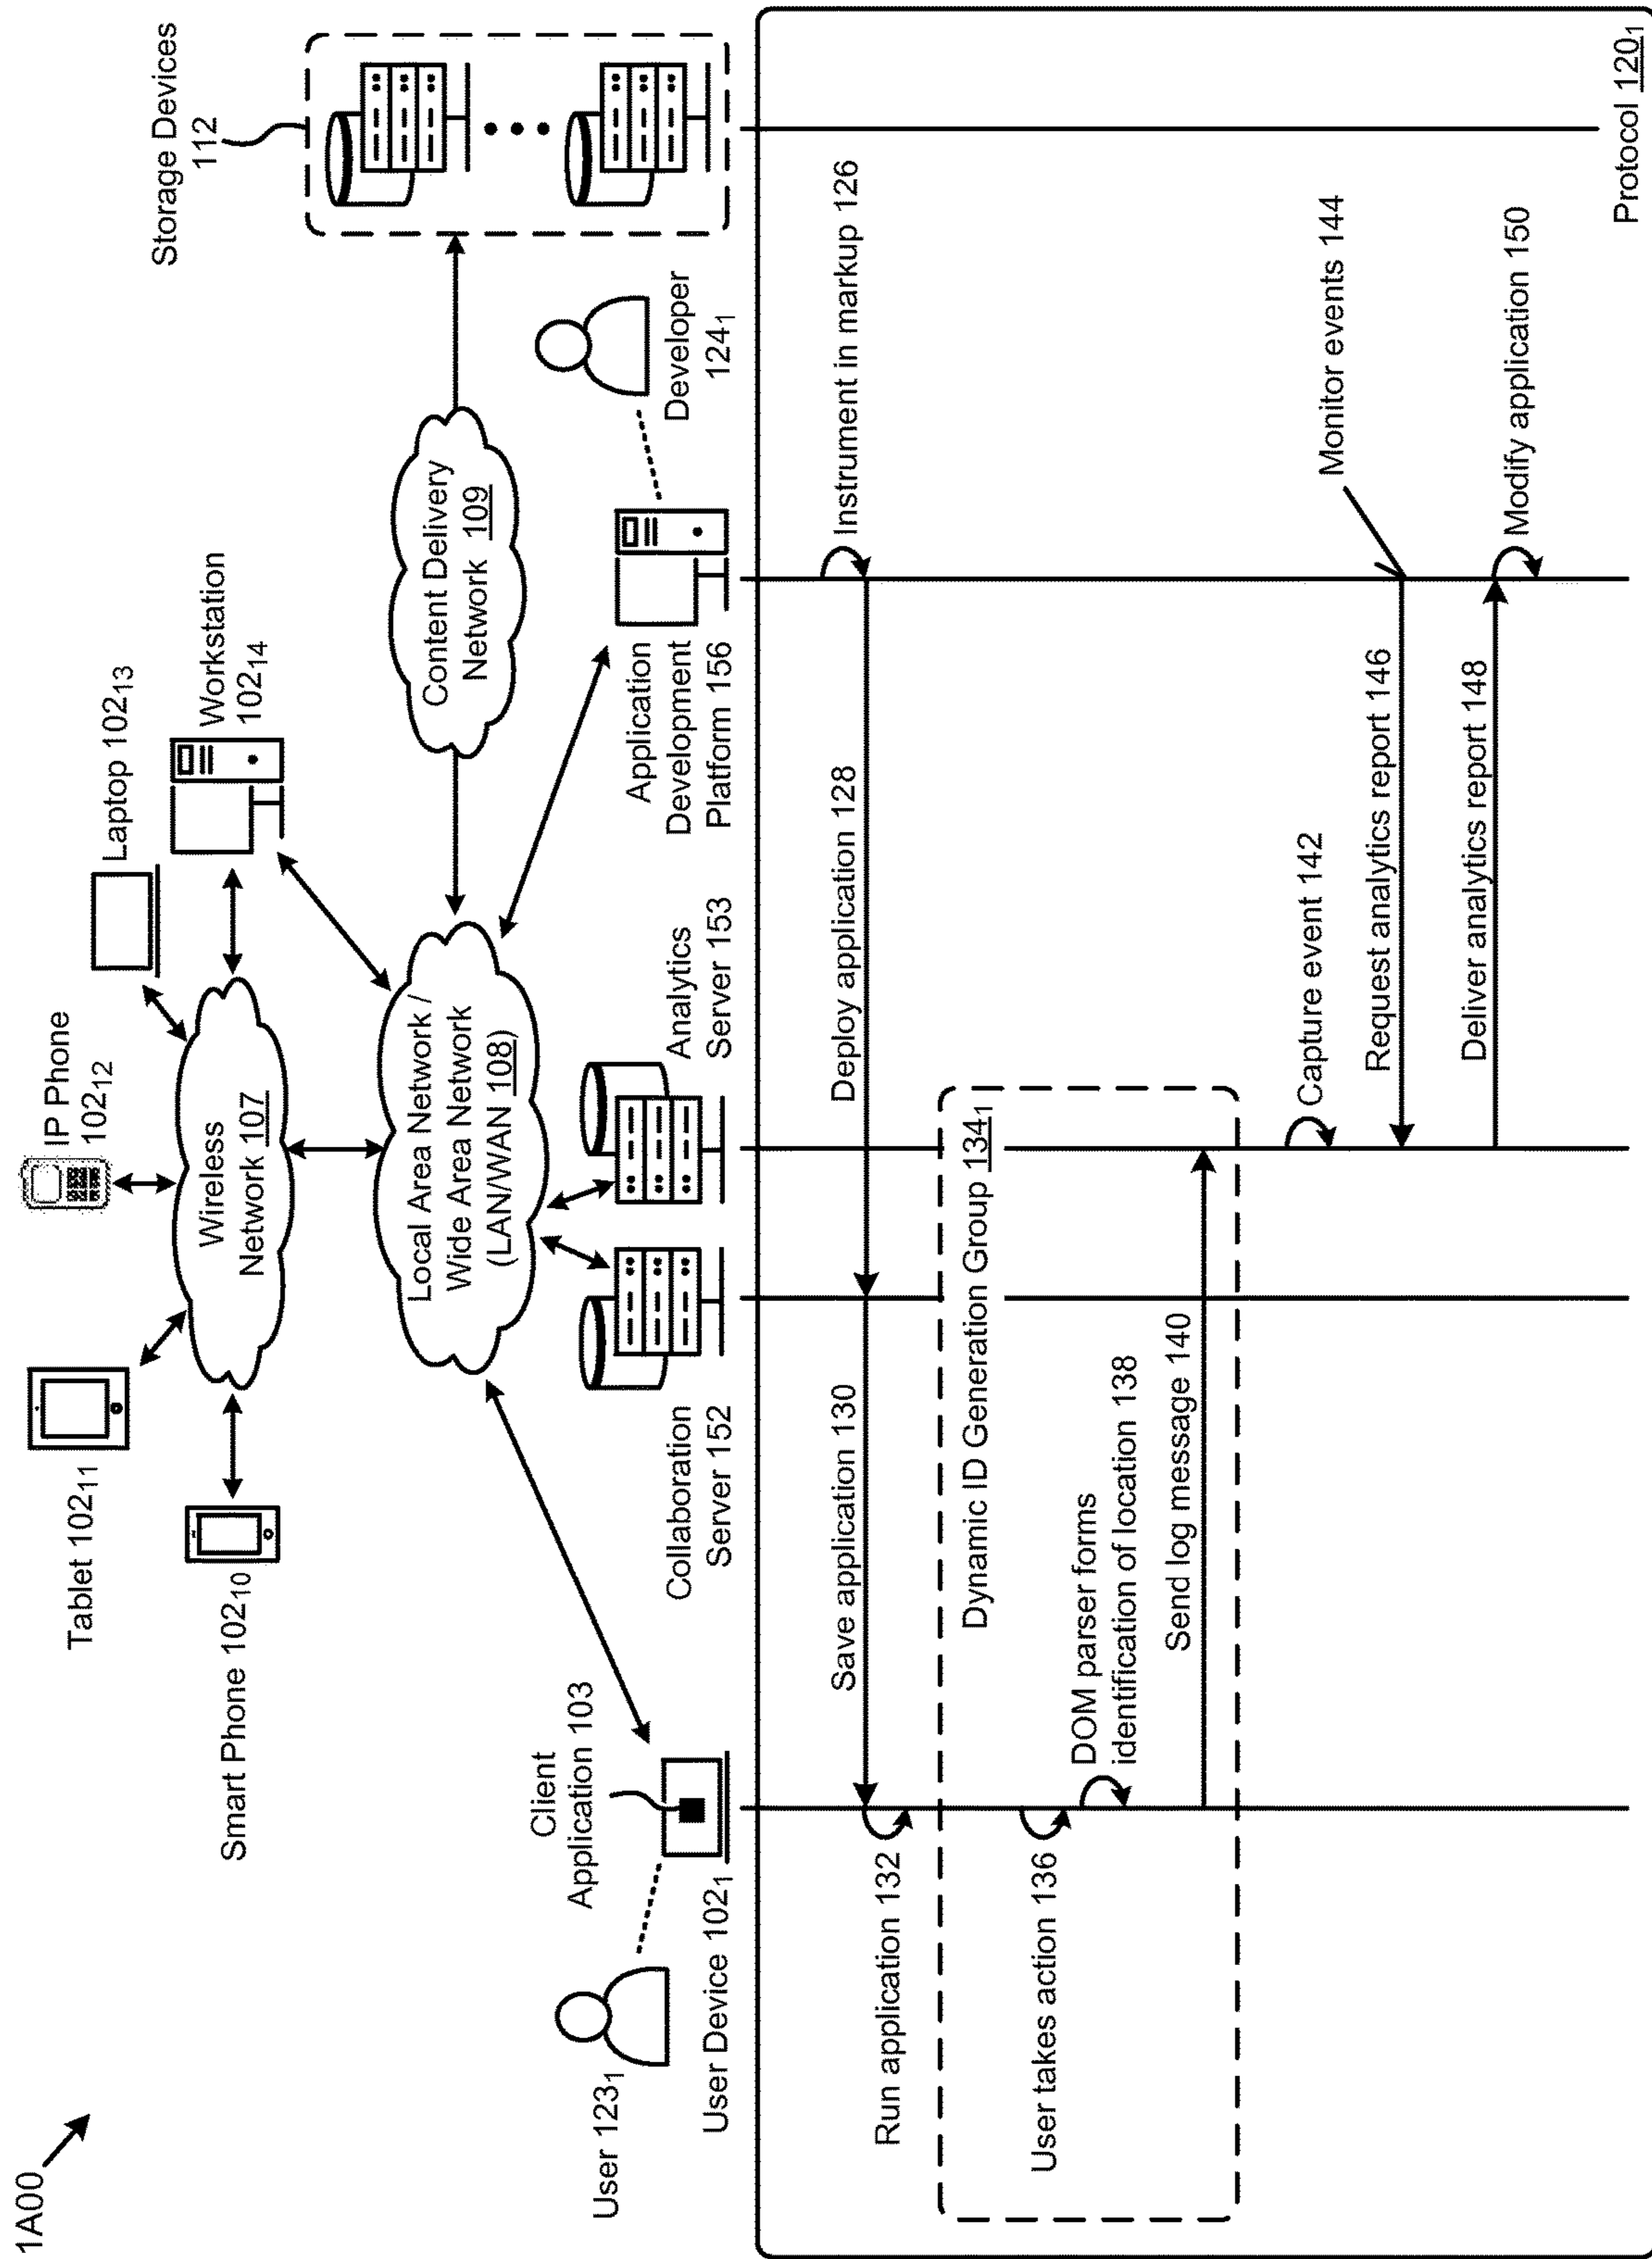 1A00
Tablet 102₁₁
IP Phone
102₁₂
Laptop 102₁₃
Smart Phone 102₁₀
Wireless
Network 107
Workstation
102₁₄
Storage Devices
112
Local Area Network /
Wide Area Network
(LAN/WAN 108)
Content Delivery
Network 109
Client
Application 103
User 123₁
User Device 102₁
Collaboration
Server 152
Analytics
Server 153
Application
Development
Platform 156
Developer
124₁
Instrument in markup 126
Deploy application 128
Save application 130
Run application 132
Dynamic ID Generation Group 134₁
User takes action 136
DOM parser forms
identification of location 138
Send log message 140
Capture event 142
Monitor events 144
Request analytics report 146
Deliver analytics report 148
Modify application 150
Protocol 120₁